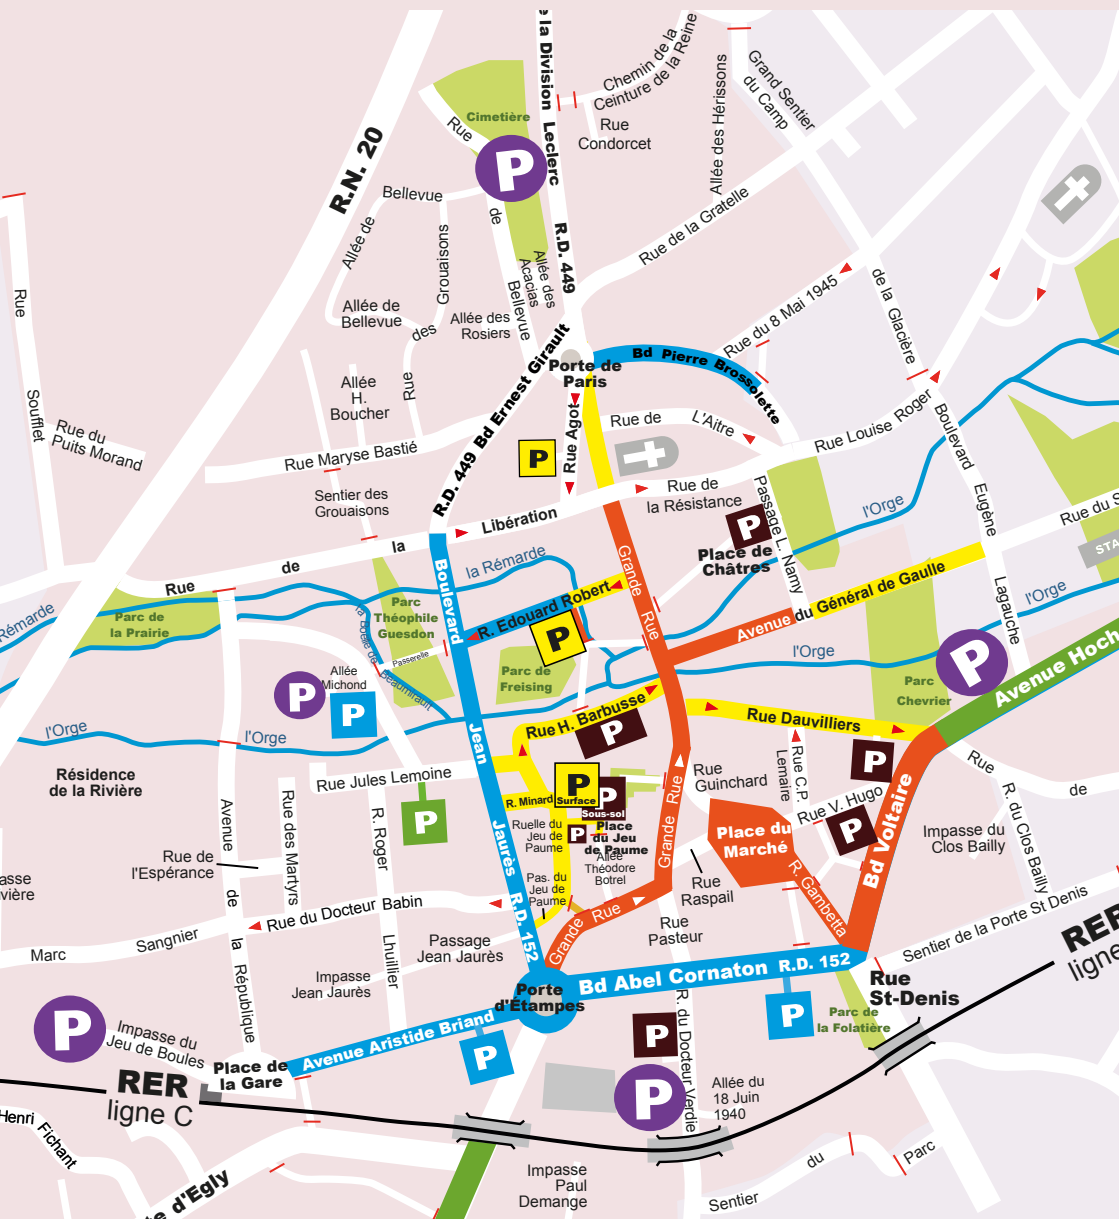 e la Division Leclerc
R.D. 449
Chemin de la
Ceinture de la Reine
Rue
Condorcet
Allée des Hérissons
Grand Sentier
du Camp
Cimetière
Rue
P
de
Bellevue
R.N. 20
Bellevue
Allée de
Grouaisons
Allée des
Acacias
Rue de la Gratelle
Rue
Allée de
Bellevue
des
Allée des
Rosiers
Rue du 8 Mai 1945
de la Glacière
Porte de
Paris
Bd Pierre Brossolette
R.D. 449 Bd Ernest Girault
Allée
H.
Boucher
Rue
Soufflet
Rue du
Puits Morand
Rue Maryse Bastié
P
Rue Agot
Rue de
L'Aitre
Rue Louise Roger
Boulevard
Eugène
Lagauche
Sentier des
Grouaisons
Rue de
la Résistance
Passage L. Namy
P
Place de
Châtres
l'Orge
Rue du S
STA
Rue
de
la
Libération
la Rémarde
Rémarde
Parc de
la Prairie
Parc
Théophile
Guesdon
Boulevard
R. Edouard Robert
Grande
Rue
Avenue du Général de Gaulle
l'Orge
Passerelle
P
Parc de
Freising
l'Orge
P
Parc
Chevrier
Avenue Hoch
Allée
Michond
P
P
l'Orge
l'Orge
Jean
Rue H. Barbusse
P
Rue Dauvilliers
Résidence
de la Rivière
Rue Jules Lemoine
P
R. Minard
P
Surface
P
Sous-sol
Rue
Guinchard
Rue C.P.
Lemaire
P
Rue V. Hugo
P
Bd Voltaire
Rue
de
R. du Clos Bailly
Impasse du
Clos Bailly
Avenue
Rue des Martyrs
R. Roger
Jaurès
Ruelle du
Jeu de
Paume
P
Place
du Jeu
de Paume
Grande Rue
Place du
Marché
Rue de
l'Espérance
asse
vière
Allée
Théodore
Botrel
Pas. du
Jeu de
Paume
Rue
Raspail
R. Gambetta
de
Rue du Docteur Babin
R.D. 152
Grande
Rue
Rue
Pasteur
Sentier de la Porte St Denis
RER
ligne
Marc
Sangnier
la
République
Lhuillier
Passage
Jean Jaurès
Impasse
Jean Jaurès
Porte
d'Étampes
Bd Abel Cornaton R.D. 152
Rue
St-Denis
P
Impasse du
Jeu de Boules
Place de
la Gare
Avenue Aristide Briand
P
P
R. du Docteur Verdie
P
Parc de
la Folatière
RER
ligne C
P
Allée du
18 Juin
1940
Henri Fichant
te d'Egly
Impasse
Paul
Demange
Sentier
du
Parc